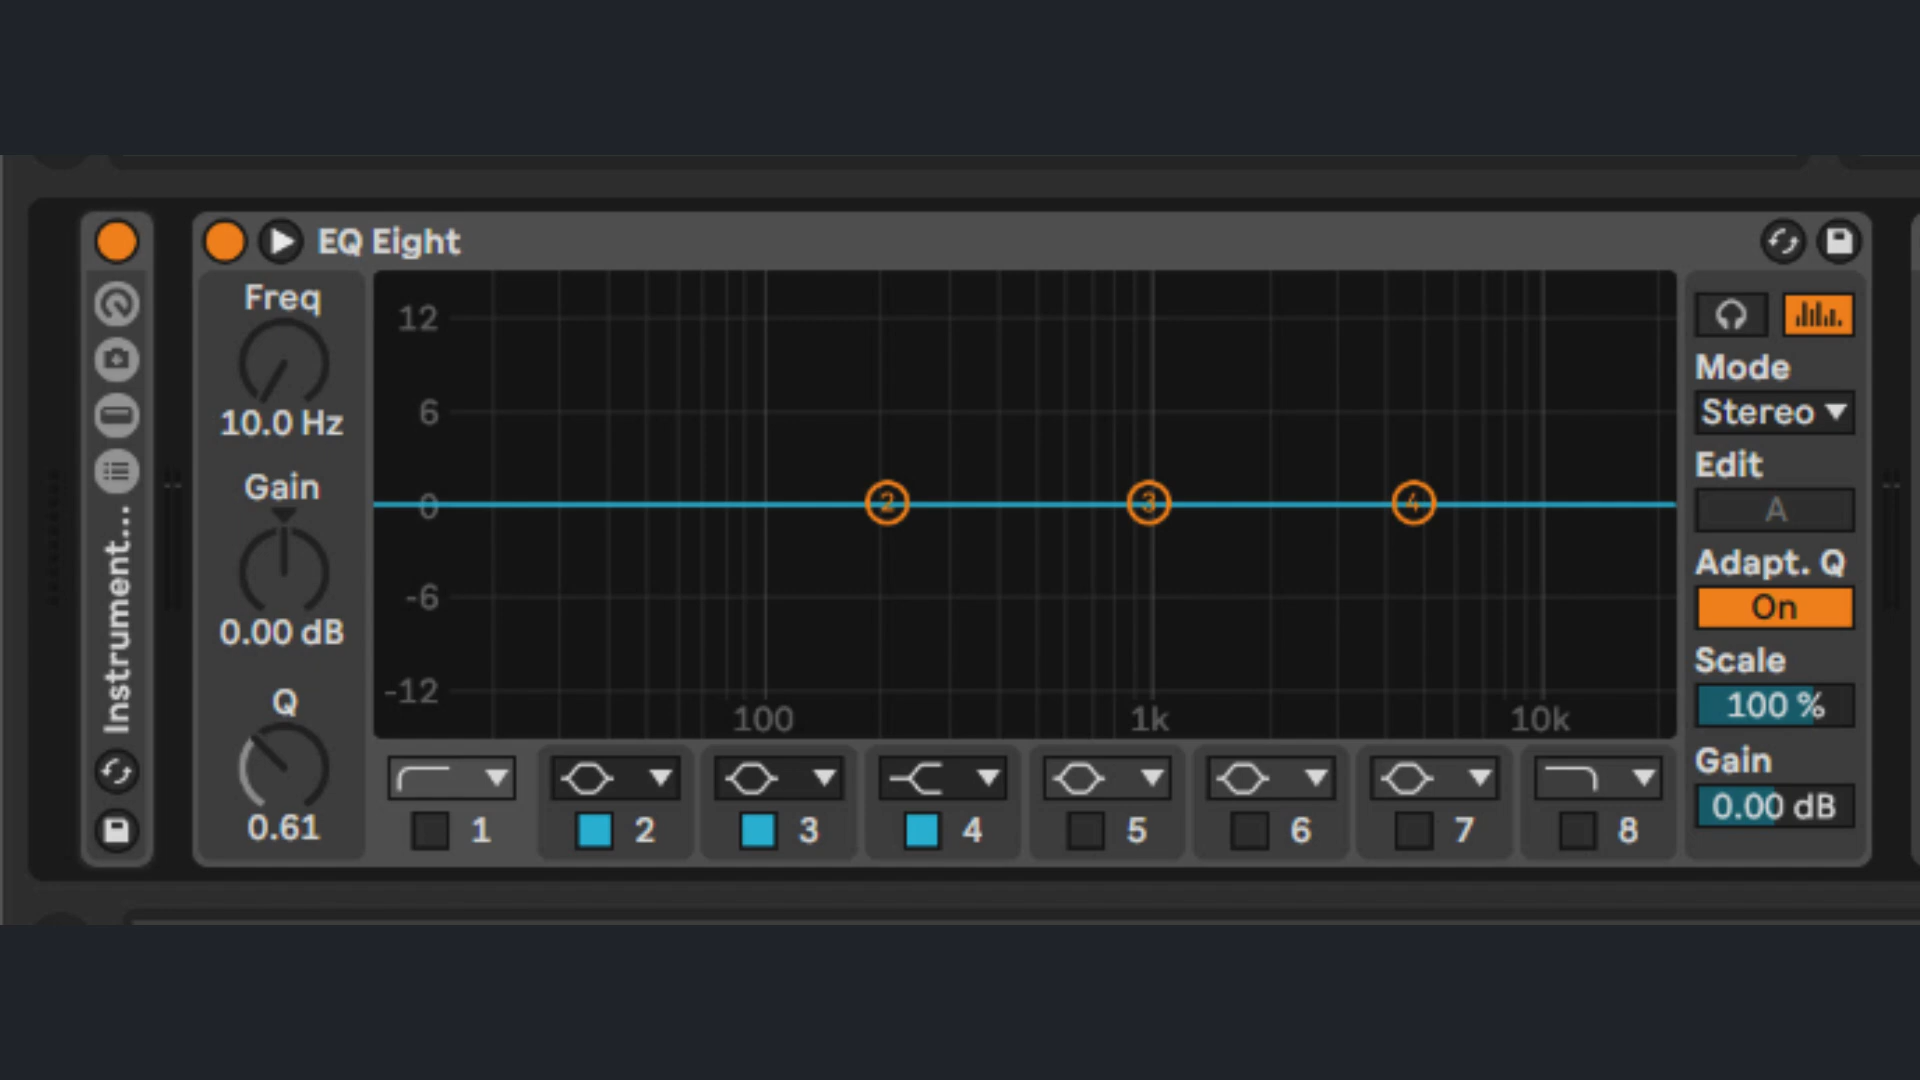 EQ Eight
Instrument...
Freq
10.0 Hz
Gain
0.00 dB
Q
0.61
12
6
0
-6
-12
100
1k
10k
2
3
4
1
2
3
4
5
6
7
8
Mode
Stereo
Edit
A
Adapt. Q
On
Scale
100 %
Gain
0.00 dB